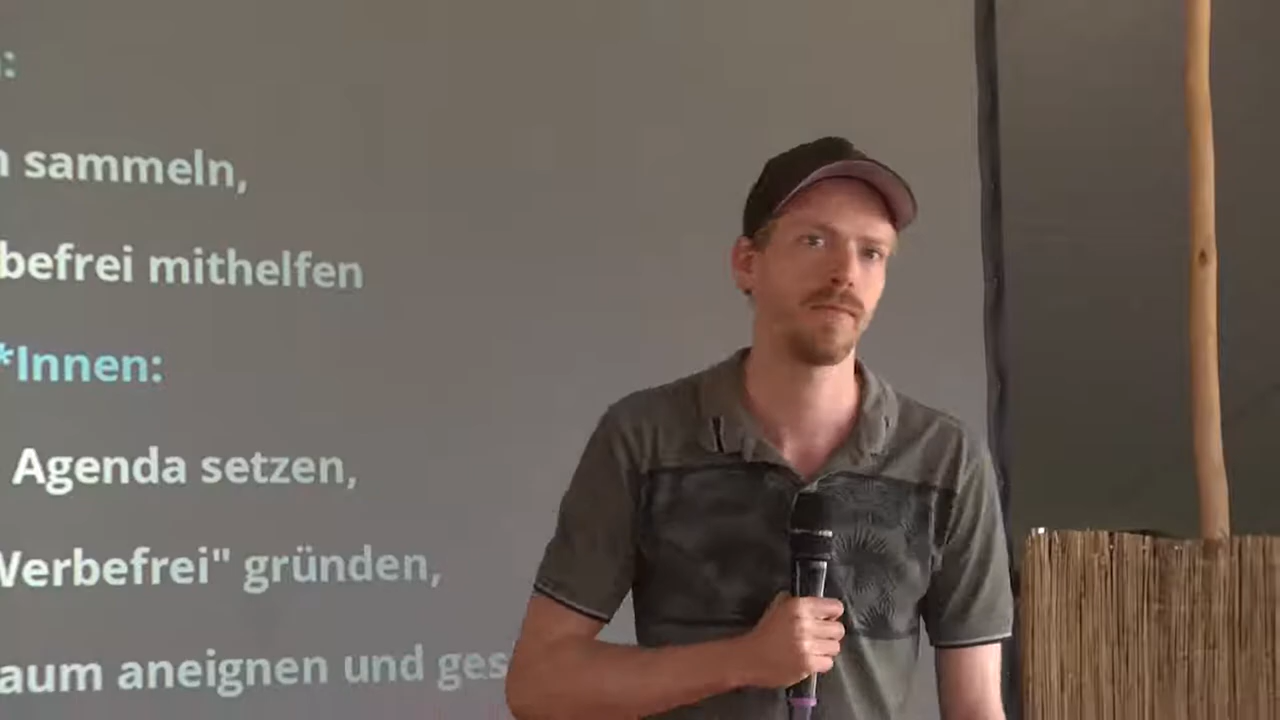 :
sammeln,
befrei mithelfen
*Innen:
Agenda setzen,
Werbefrei" gründen,
aum aneignen und ges